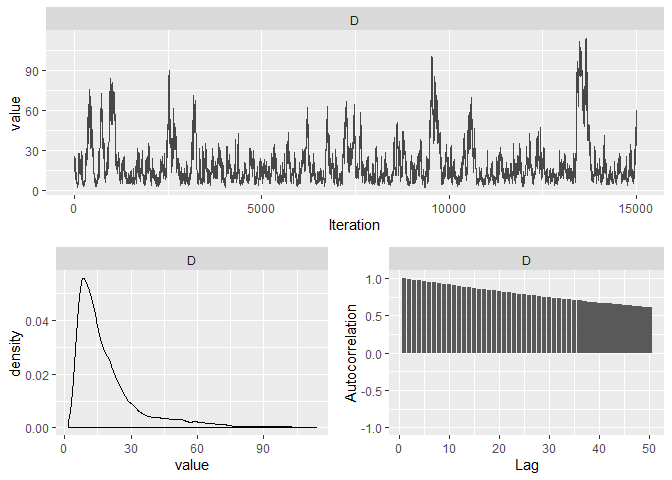 D
90
60
30
0
value
0 5000 10000 15000
Iteration
D
0.04
0.02
0.00
density
0 30 60 90
value
D
1.0
0.5
0.0
-0.5
-1.0
Autocorrelation
0 10 20 30 40 50
Lag